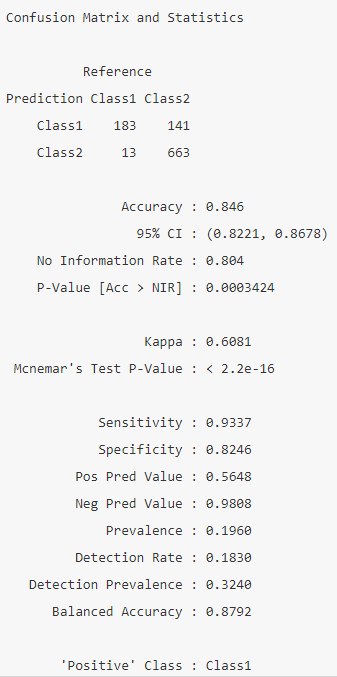 Confusion Matrix and Statistics
Reference
Prediction Class1 Class2
Class1 183 141
Class2 13 663
Accuracy : 0.846
95% CI : (0.8221, 0.8678)
No Information Rate : 0.804
P-Value [Acc > NIR] : 0.0003424
Kappa : 0.6081
Mcnemar's Test P-Value : < 2.2e-16
Sensitivity : 0.9337
Specificity : 0.8246
Pos Pred Value : 0.5648
Neg Pred Value : 0.9808
Prevalence : 0.1960
Detection Rate : 0.1830
Detection Prevalence : 0.3240
Balanced Accuracy : 0.8792
'Positive' Class : Class1